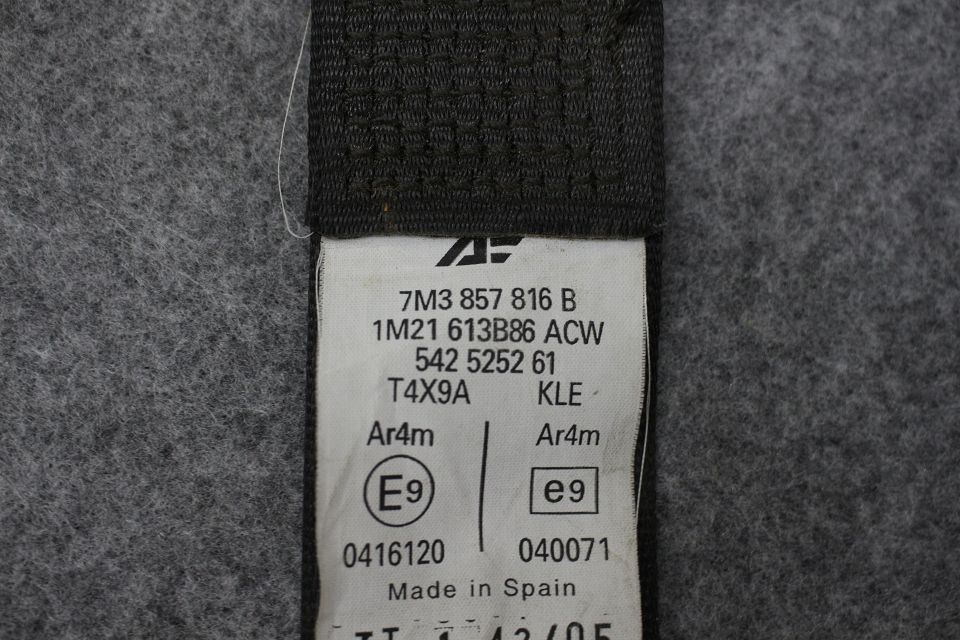 7M3 857 816 B
1M21 613B86 ACW
542 5252 61
T4X9A KLE
Ar4m Ar4m
E9 e9
0416120 040071
Made in Spain